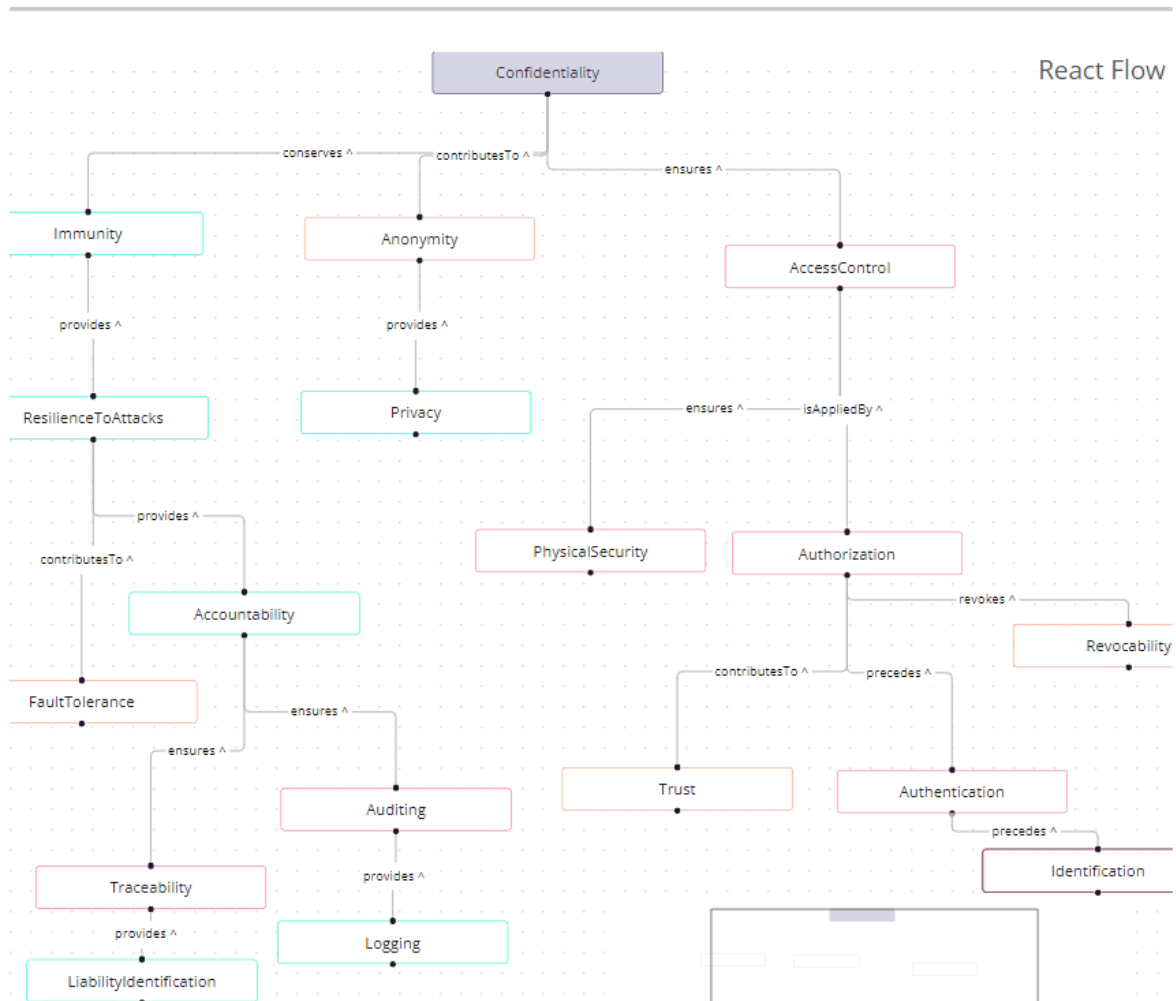 Confidentiality
React Flow
conserves ^
contributesTo ^
ensures ^
Immunity
Anonymity
AccessControl
provides ^
provides ^
ResilienceToAttacks
Privacy
ensures ^
isAppliedBy ^
provides ^
contributesTo ^
PhysicalSecurity
Authorization
Accountability
revokes ^
Revocability
contributesTo ^
precedes ^
FaultTolerance
ensures ^
ensures ^
Trust
Authentication
Auditing
precedes ^
Identification
Traceability
provides ^
provides ^
Logging
LiabilityIdentification